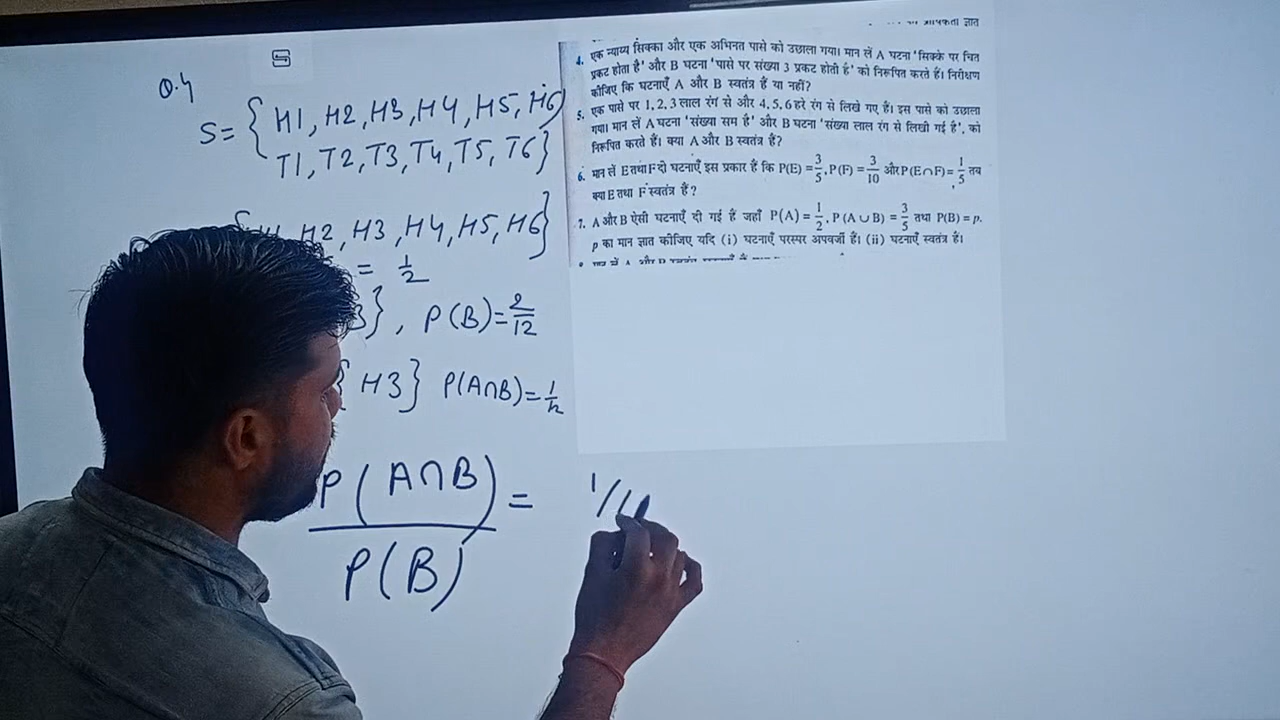 Q.4
S = { H1, H2, H3, H4, H5, H6
T1, T2, T3, T4, T5, T6 }
H2, H3, H4, H5, H6 }
= 1/2
3 } , P(B) = 2/12
{ H3 } P(A∩B) = 1/12
P(A∩B) / P(B) = 1/1
ज्ञात
4. एक न्याय्य सिक्का और एक अभिनत पासे को उछाला गया। मान लें A घटना 'सिक्के पर चित
प्रकट होता है' और B घटना 'पासे पर संख्या 3 प्रकट होती है' को निरूपित करते हैं। निरीक्षण
कीजिए कि घटनाएँ A और B स्वतंत्र हैं या नहीं?
5. एक पासे पर 1, 2, 3 लाल रंग से और 4, 5, 6 हरे रंग से लिखे गए हैं। इस पासे को उछाला
गया। मान लें A घटना 'संख्या सम है' और B घटना 'संख्या लाल रंग से लिखी गई है', को
निरूपित करते हैं। क्या A और B स्वतंत्र हैं?
6. मान लें E तथा F दो घटनाएँ इस प्रकार हैं कि P(E) = 3/5, P(F) = 3/10 और P(E∩F) = 1/5 तब
क्या E तथा F स्वतंत्र हैं?
7. A और B ऐसी घटनाएँ दी गई हैं जहाँ P(A) = 1/2, P(A∪B) = 3/5 तथा P(B) = p.
p का मान ज्ञात कीजिए यदि (i) घटनाएँ परस्पर अपवर्जी हैं। (ii) घटनाएँ स्वतंत्र हैं।